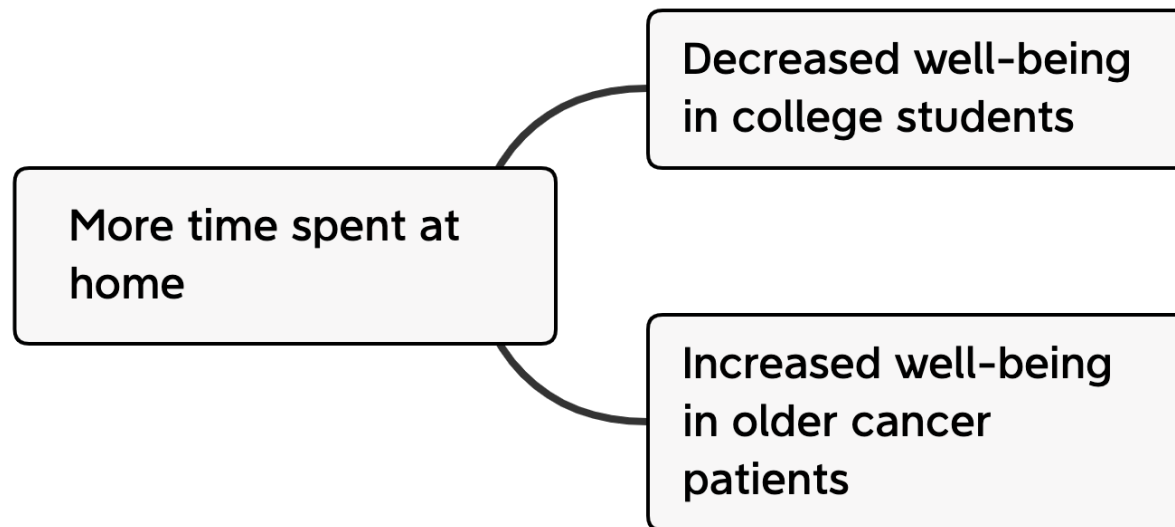 Decreased well-being
in college students
More time spent at
home
Increased well-being
in older cancer
patients